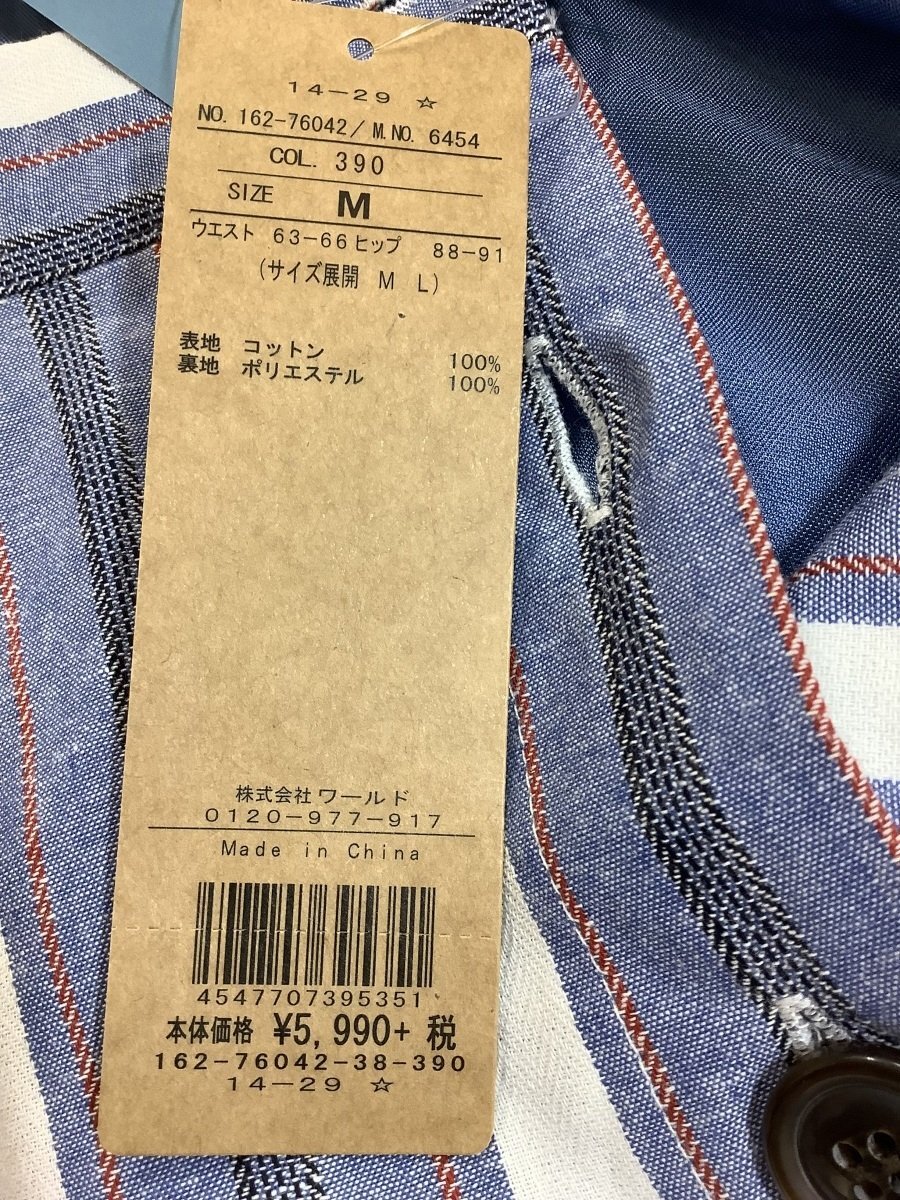 14-29 ☆
NO. 162-76042/ M.NO. 6454
COL. 390
SIZE M
ウエスト 63-66 ヒップ 88-91
(サイズ展開 M L)
表地 コットン 100%
裏地 ポリエステル 100%
株式会社 ワールド
0120-977-917
Made in China
4547707395351
本体価格 ¥5,990+ 税
162-76042-38-390
14-29 ☆